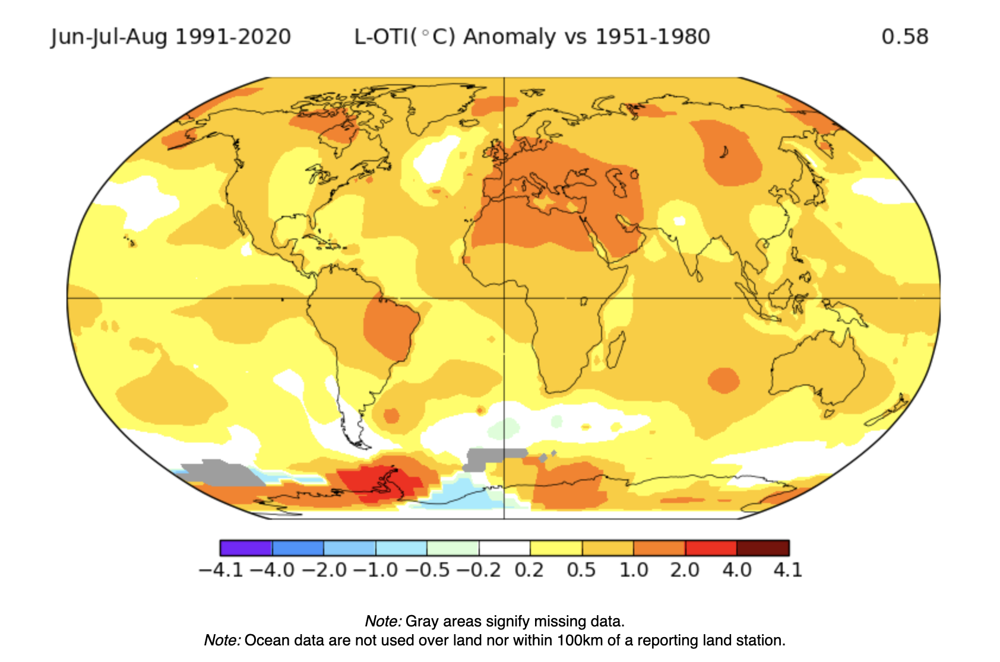 Jun-Jul-Aug 1991-2020 L-OTI(°C) Anomaly vs 1951-1980 0.58
−4.1 −4.0 −2.0 −1.0 −0.5 −0.2 0.2 0.5 1.0 2.0 4.0 4.1
Note: Gray areas signify missing data.
Note: Ocean data are not used over land nor within 100km of a reporting land station.